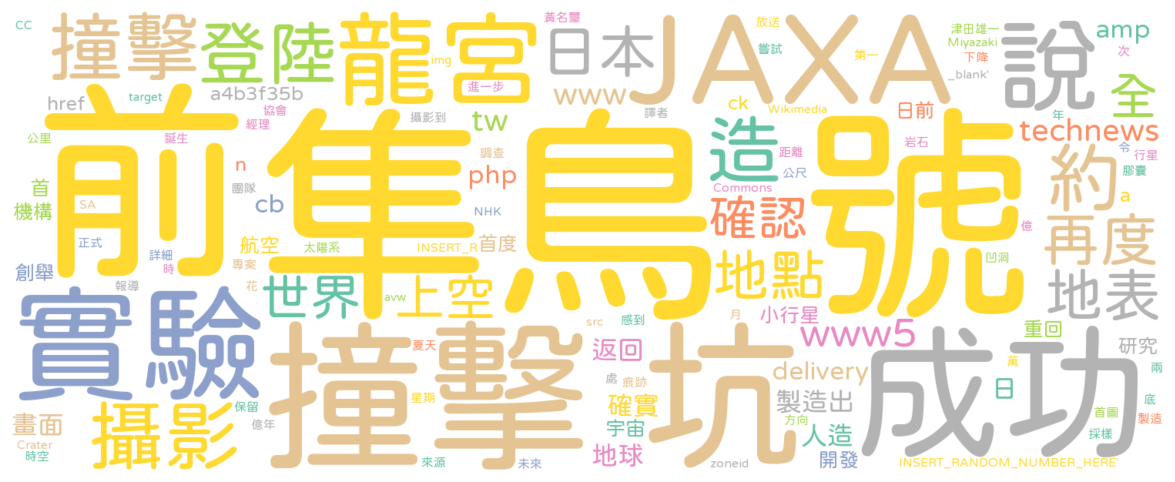 CC
撞擊
登陸
龍宮
img
黃名璽
日本
JAXA
放送
嘗試
第一
說
津田雄一
Miyazaki
下降
_blank'
amp
次
全
href
target
a4b3f35b
協會
經理
進一步
攝影到
www
譯者
ck
Wikimedia
日前
年
technews
公里
誕生
前
隼鳥
號
tw
造
岩石
距離
公尺
令
行星
膠囊
首
機構
SA
n
團隊
cb
調查
php
NHK
Commons
確認
約
a
億
正式
詳細
時
航空
太陽系
INSERT_R
首度
再度
創舉
報導
專案
花
世界
avw
上空
地點
凹洞
地表
實驗
撞擊
坑
src
感到
月
小行星
www5
成功
重回
研究
夏天
返回
萬
兩
處
痕跡
delivery
日
底
畫面
攝影
保留
星期
確實
製造出
方向
首圖
製造
Crater
時空
億年
宇宙
人造
採樣
來源
未來
地球
zoneid
開發
INSERT_RANDOM_NUMBER_HERE'